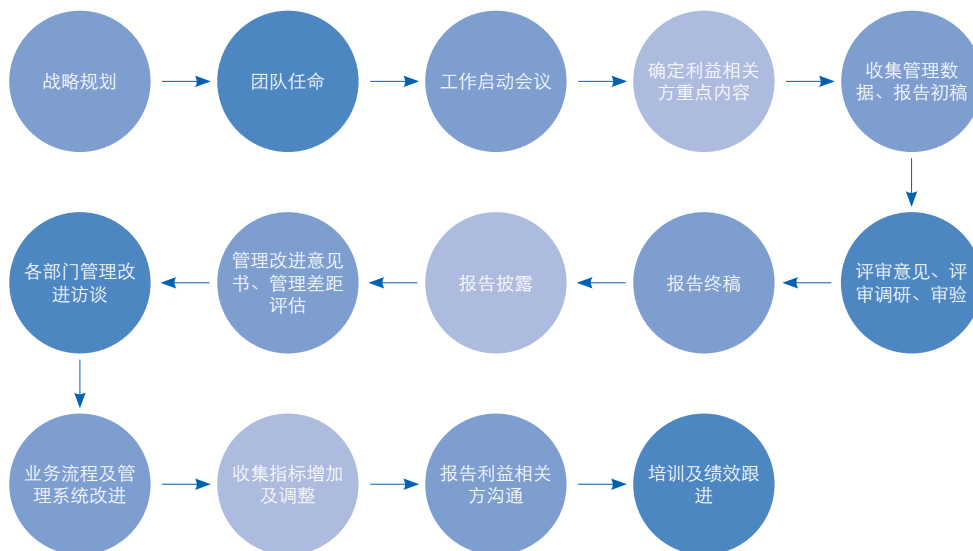 战略规划
团队任命
工作启动会议
确定利益相关
方重点内容
收集管理数
据、报告初稿
各部门管理改
进访谈
管理改进意见
书、管理差距
评估
报告披露
报告终稿
评审意见、评
审调研、审验
业务流程及管
理系统改进
收集指标增加
及调整
报告利益相关
方沟通
培训及绩效跟
进